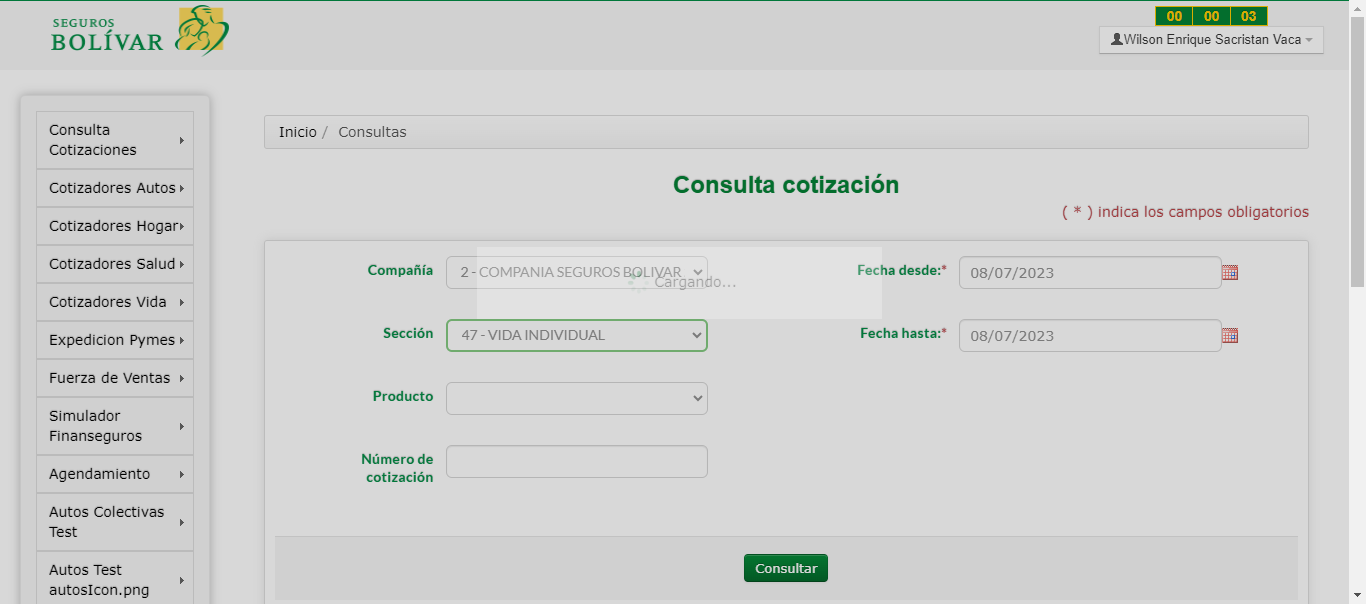 SEGUROS
BOLÍVAR
00 00 03
Wilson Enrique Sacristan Vaca
Consulta
Cotizaciones
Cotizadores Autos
Cotizadores Hogar
Cotizadores Salud
Cotizadores Vida
Expedicion Pymes
Fuerza de Ventas
Simulador
Finanseguros
Agendamiento
Autos Colectivas
Test
Autos Test
autosIcon.png
Inicio / Consultas
Consulta cotización
( * ) indica los campos obligatorios
Compañía 2 - COMPANIA SEGUROS BOLIVAR Fecha desde:* 08/07/2023
Cargando...
Sección 47 - VIDA INDIVIDUAL Fecha hasta:* 08/07/2023
Producto
Número de
cotización
Consultar